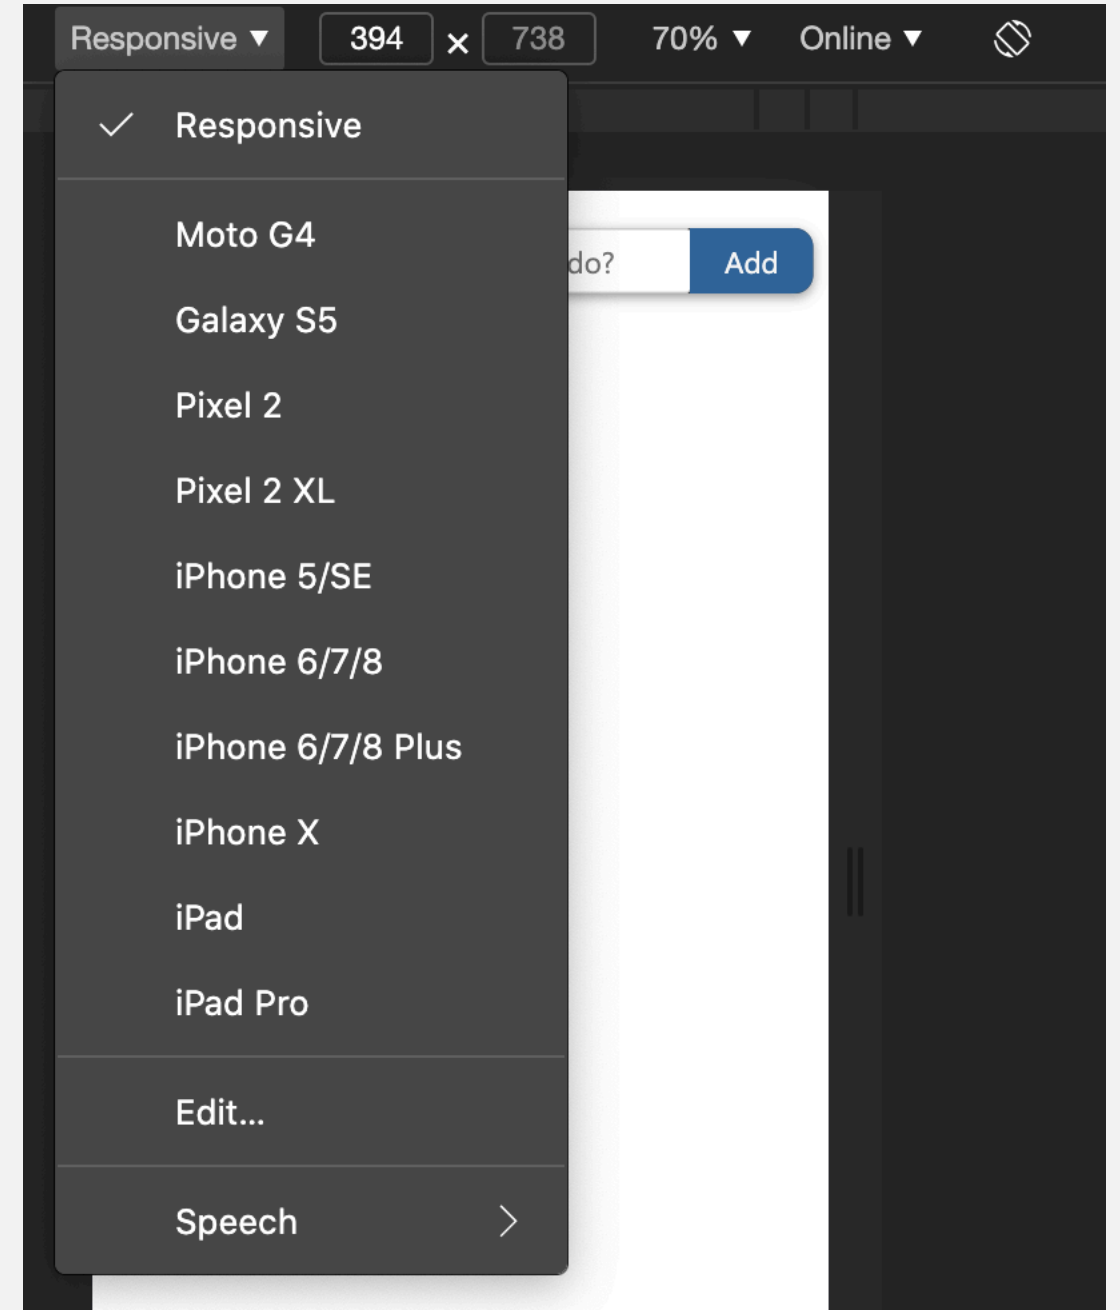 Responsive ▼ 394 × 738 70% ▼ Online ▼
✓ Responsive
Moto G4
do? Add
Galaxy S5
Pixel 2
Pixel 2 XL
iPhone 5/SE
iPhone 6/7/8
iPhone 6/7/8 Plus
iPhone X
iPad
iPad Pro
Edit...
Speech